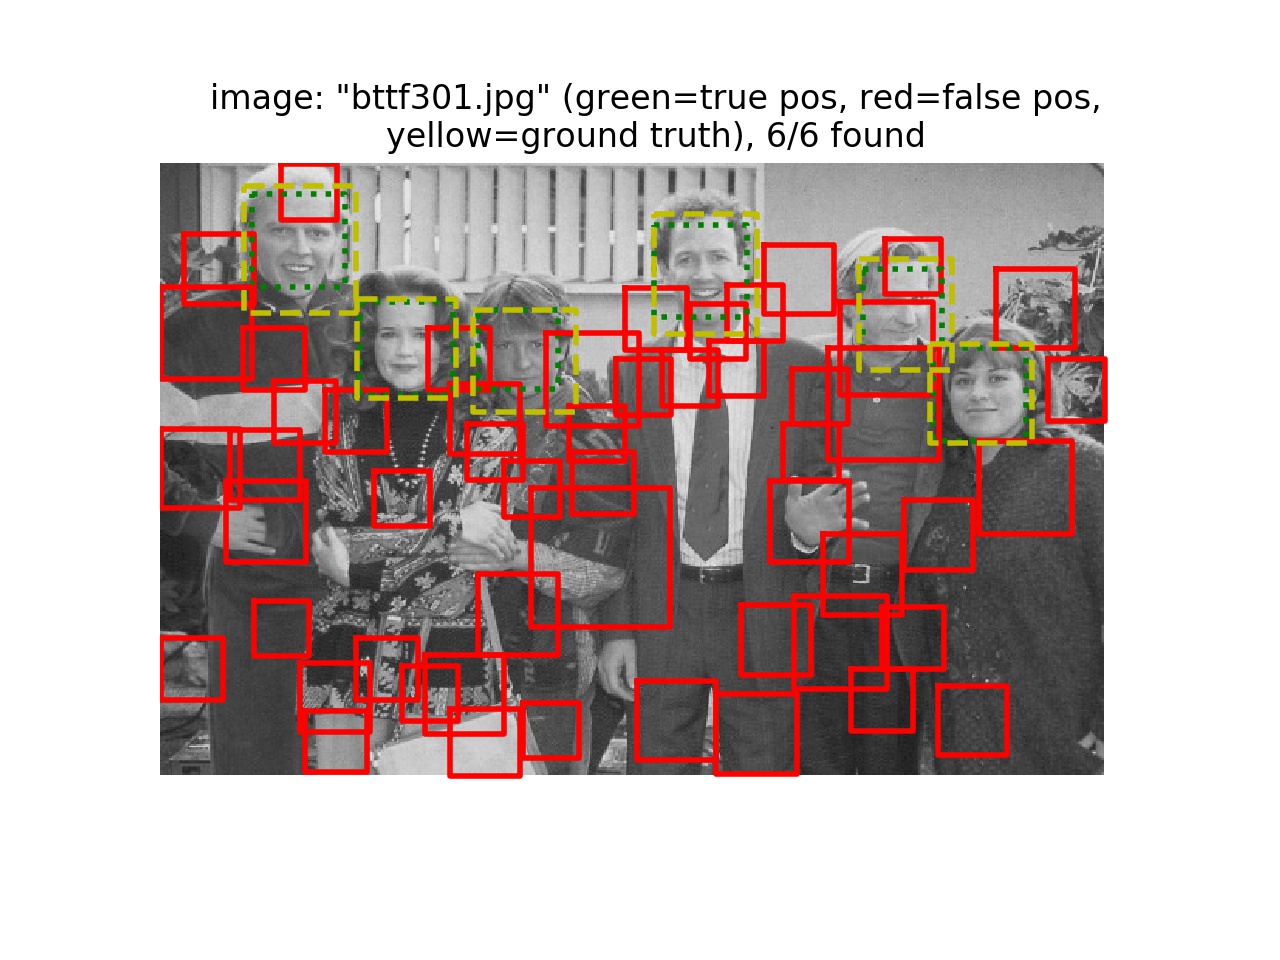 image: "bttf301.jpg" (green=true pos, red=false pos,
yellow=ground truth), 6/6 found